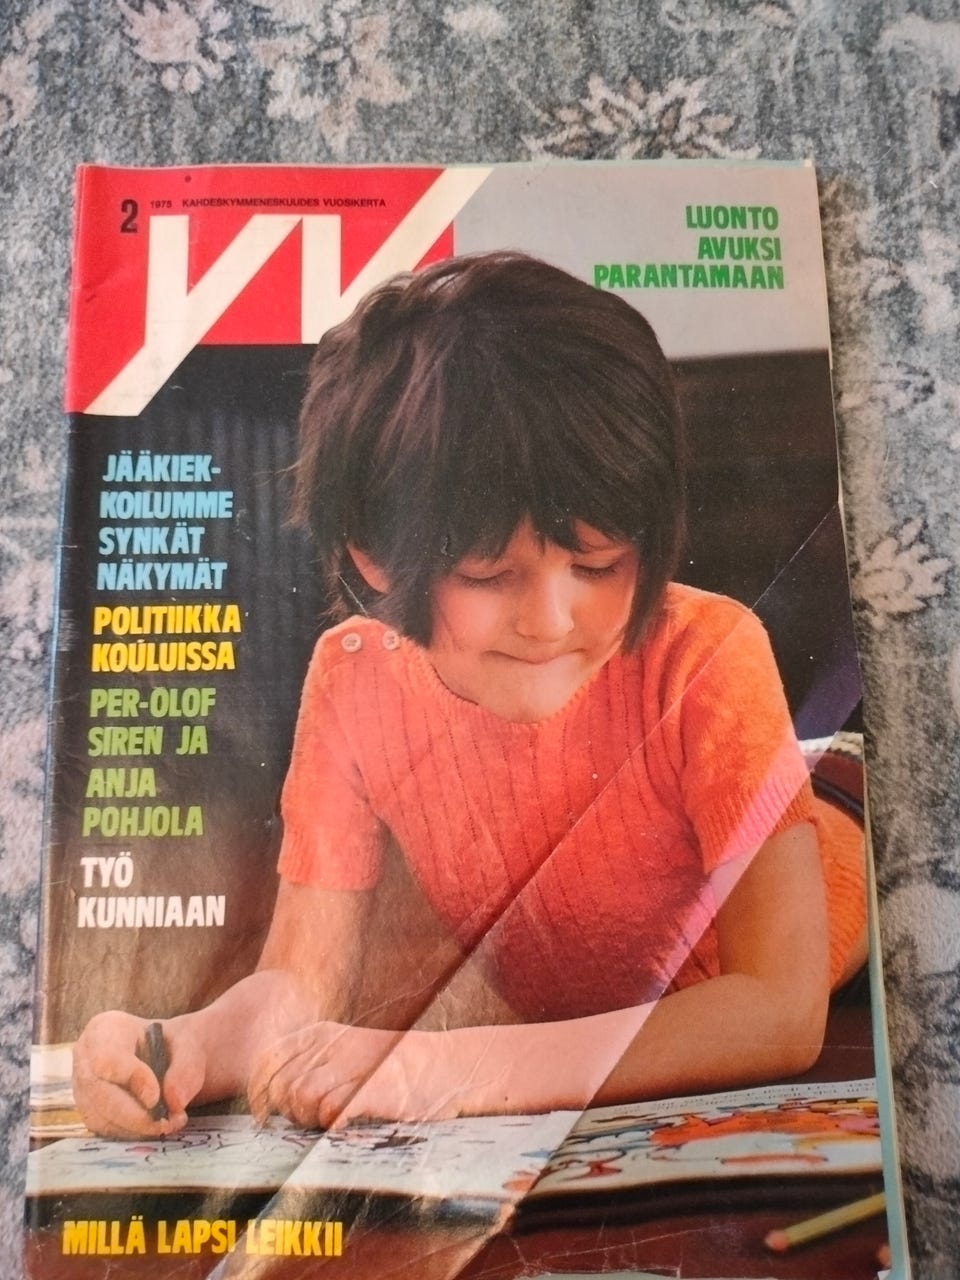 2 1975 KAHDESKYMMENESKUUDES VUOSIKERTA
yv
LUONTO
AVUKSI
PARANTAMAAN
JÄÄKIEK-
KOILUMME
SYNKÄT
NÄKYMÄT
POLITIIKKA
KOULUISSA
PER-OLOF
SIREN JA
ANJA
POHJOLA
TYÖ
KUNNIAAN
MILLÄ LAPSI LEIKKII